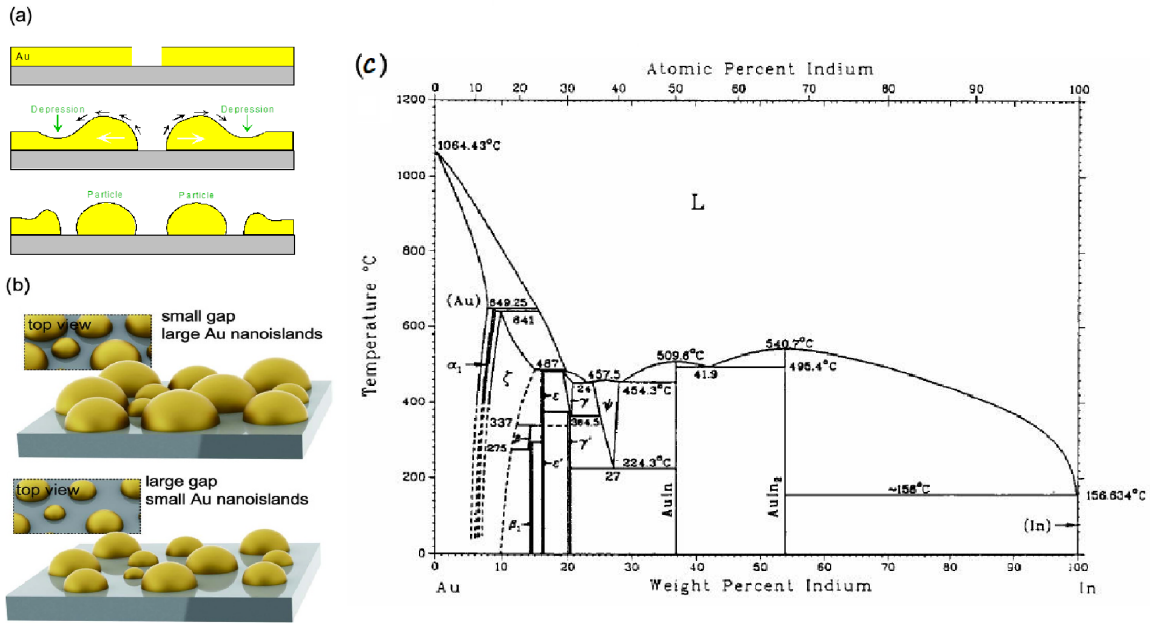 (a)
Au
Depression
Depression
Particle
Particle
(b)
top view
small gap
large Au nanoislands
top view
large gap
small Au nanoislands
(c)
Atomic Percent Indium
0 10 20 30 40 50 60 70 80 90 100
1200
1000
800
600
400
200
0
Temperature °C
1064.43°C
L
(Au)
649.25
641
α₁
ζ
487
457.5
509.6°C
540.7°C
24
454.3°C
41.9
495.4°C
ε
γ
ψ
364.5
337
275
ε'
γ'
224.3°C
27
β₁
AuIn
AuIn₂
~156°C
156.634°C
(In)
0 10 20 30 40 50 60 70 80 90 100
Au
Weight Percent Indium
In